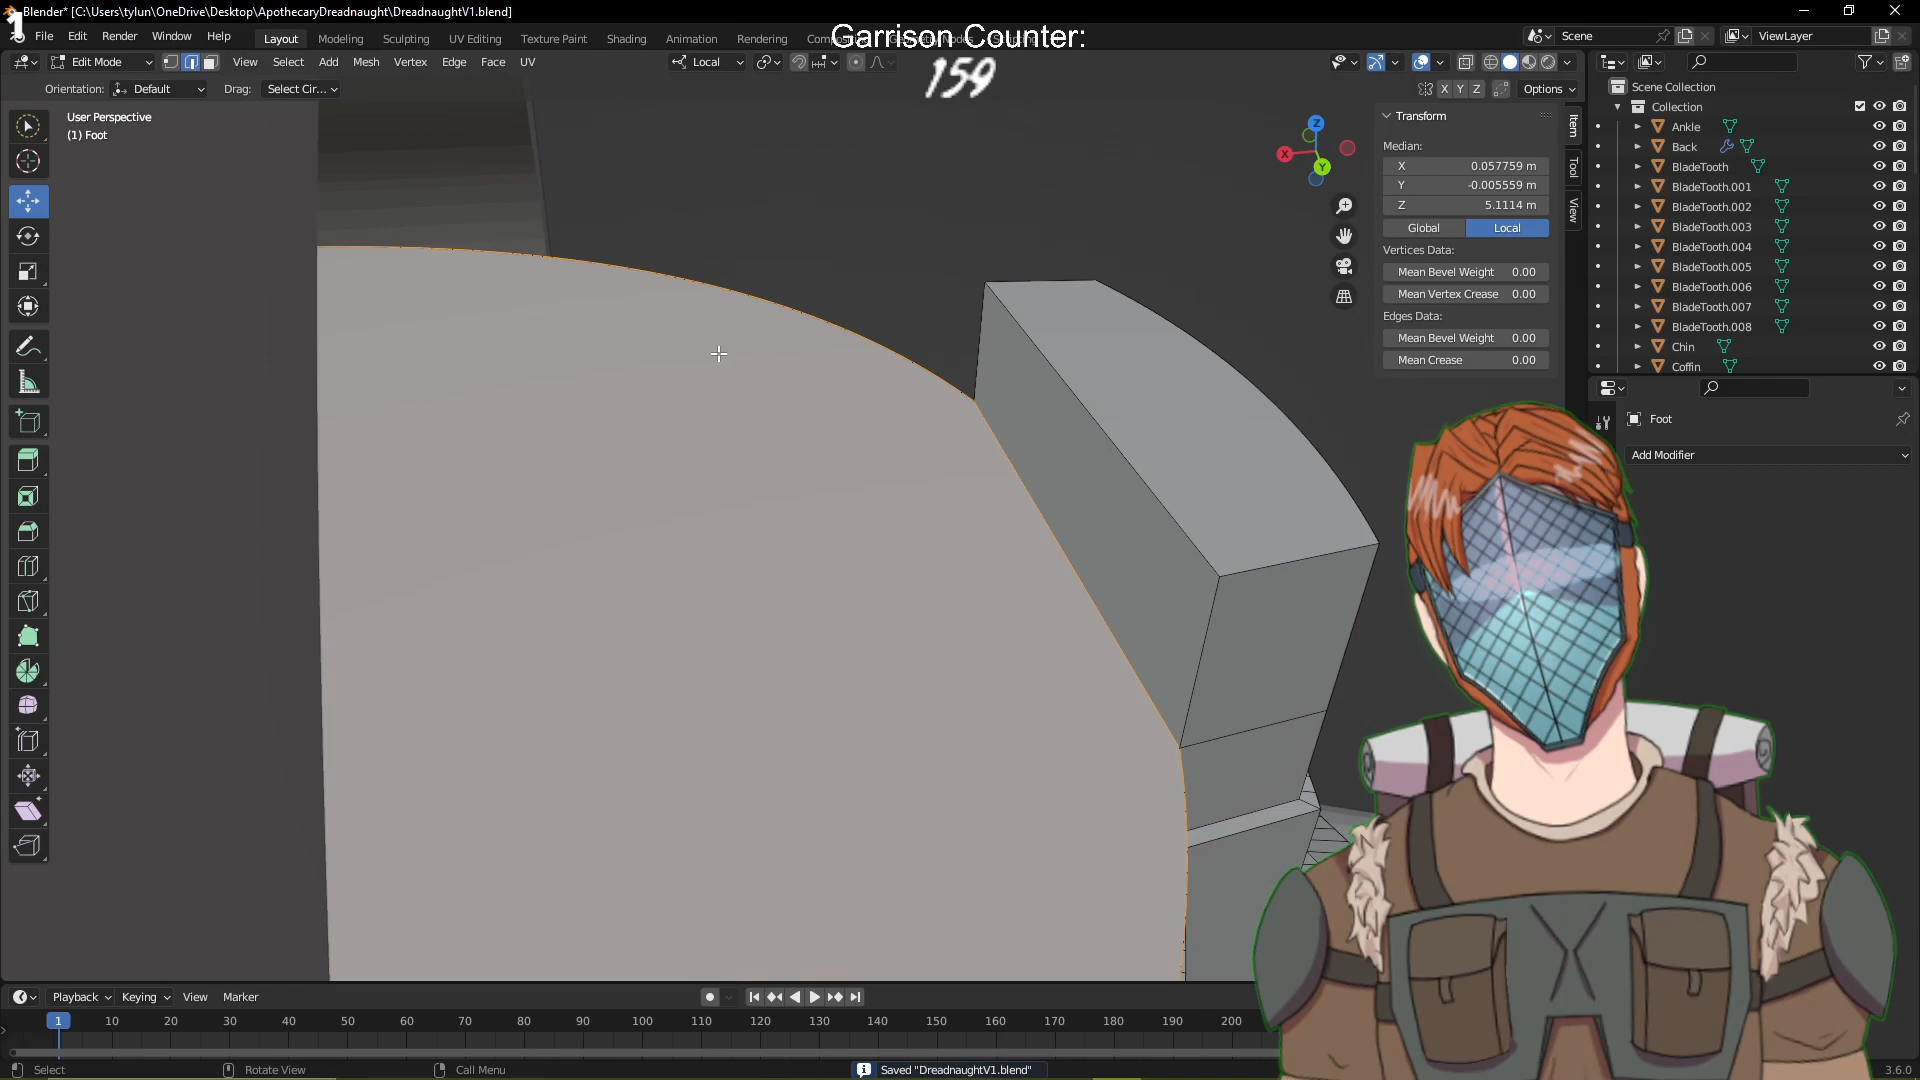 1
Blender* [C:\Users\tylun\OneDrive\Desktop\ApothecaryDreadnaught\DreadnaughtV1.blend]
File Edit Render Window Help
Layout Modeling Sculpting UV Editing Texture Paint Shading Animation Rendering
Garrison Counter:
159
Scene
ViewLayer
Edit Mode
View Select Add Mesh Vertex Edge Face UV
Local
Orientation: Default Drag: Select Cir...
X Y Z Options
User Perspective
(1) Foot
Z
X
Y
Transform
Median:
X 0.057759 m
Y -0.005559 m
Z 5.1114 m
Global Local
Vertices Data:
Mean Bevel Weight 0.00
Mean Vertex Crease 0.00
Edges Data:
Mean Bevel Weight 0.00
Mean Crease 0.00
Item
Tool
View
Scene Collection
Collection
Ankle
Back
BladeTooth
BladeTooth.001
BladeTooth.002
BladeTooth.003
BladeTooth.004
BladeTooth.005
BladeTooth.006
BladeTooth.007
BladeTooth.008
Chin
Coffin
Foot
Add Modifier
Playback Keying View Marker
1 10 20 30 40 50 60 70 80 90 100 110 120 130 140 150 160 170 180 190 200
Select Rotate View Call Menu Saved "DreadnaughtV1.blend" 3.6.0